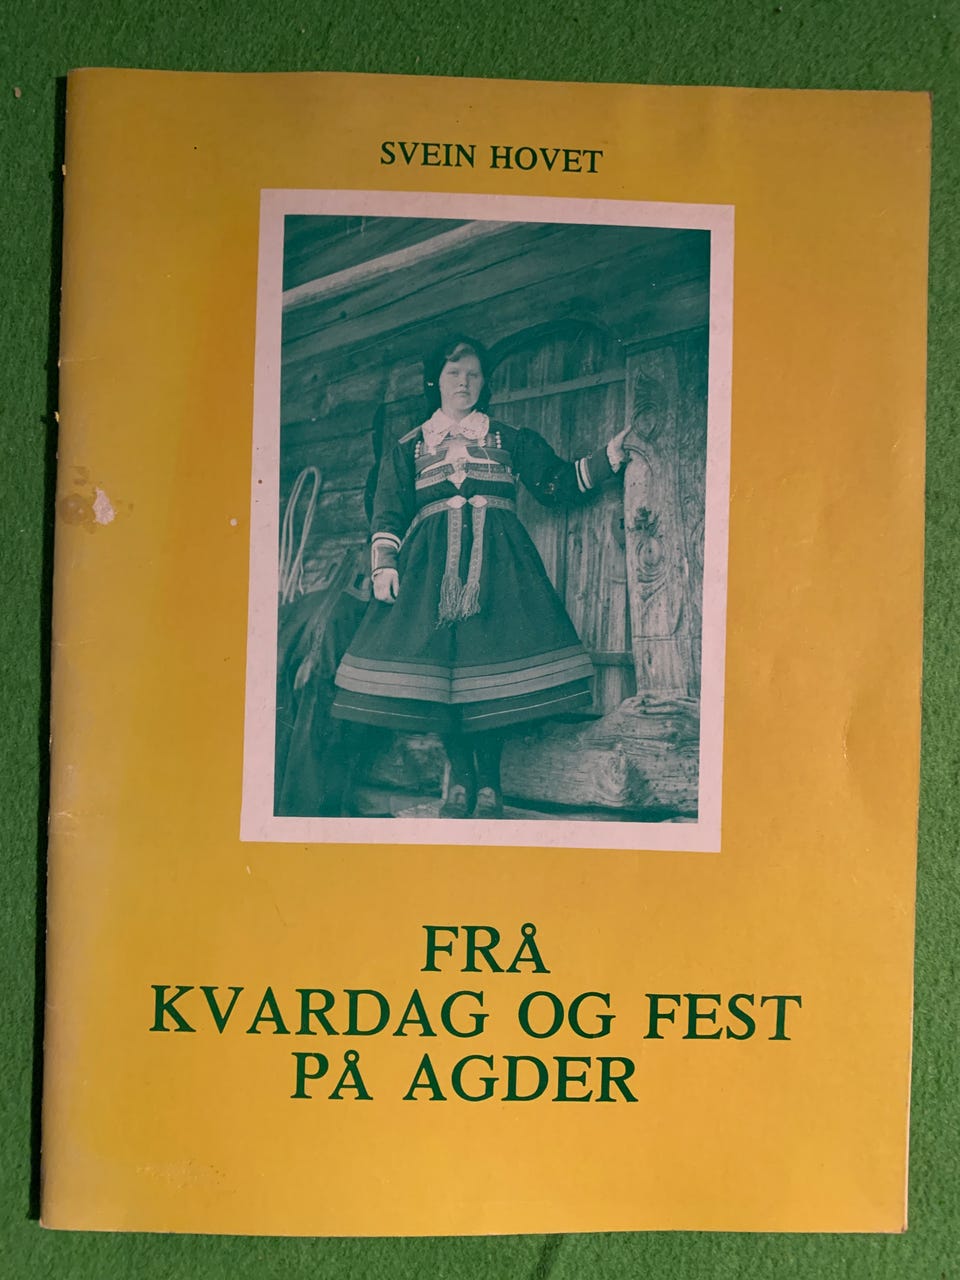 SVEIN HOVET
FRÅ
KVARDAG OG FEST
PÅ AGDER